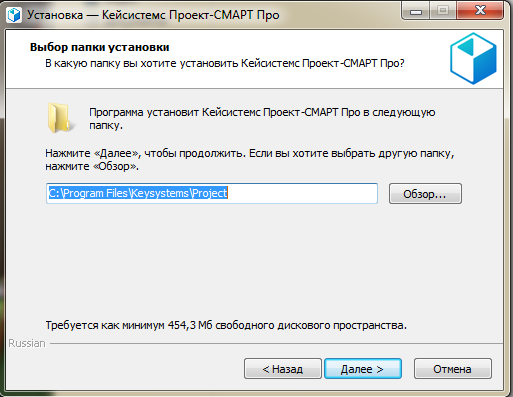 Установка — Кейсистемс Проект-СМАРТ Про
Выбор папки установки
В какую папку вы хотите установить Кейсистемс Проект-СМАРТ Про?
Программа установит Кейсистемс Проект-СМАРТ Про в следующую
папку.
Нажмите «Далее», чтобы продолжить. Если вы хотите выбрать другую папку,
нажмите «Обзор».
C:\Program Files\Keysystems\Project
Обзор...
Требуется как минимум 454,3 Мб свободного дискового пространства.
Russian
< Назад
Далее >
Отмена